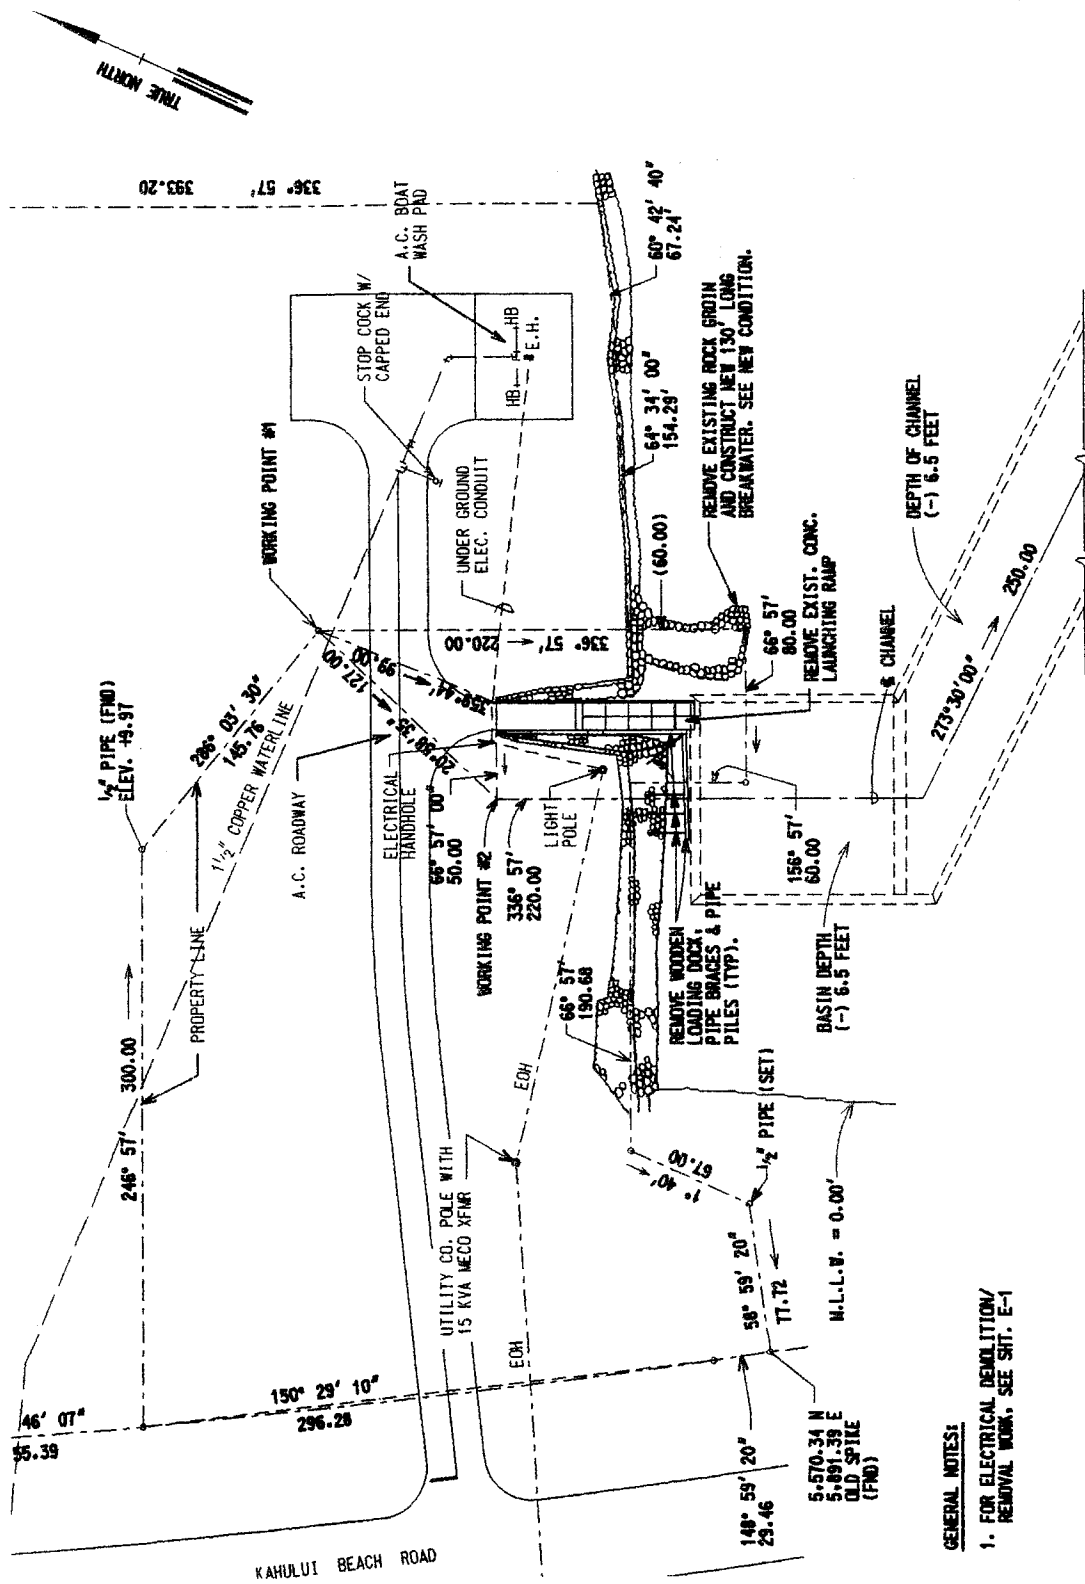 TRUE NORTH
393.20
336° 57'
A.C. BOAT
WASH PAD
STOP COCK W/
CAPPED END
HB
HB
E.H.
60° 42' 40"
67.24'
WORKING POINT #1
UNDER GROUND
ELEC. CONDUIT
64° 34' 00"
154.29'
REMOVE EXISTING ROCK GROIN
AND CONSTRUCT NEW 130' LONG
BREAKWATER. SEE NEW CONDITION.
(60.00)
1/2" PIPE (FND)
ELEV. +9.97
286° 03' 30"
145.76
1 1/2" COPPER WATERLINE
A.C. ROADWAY
127.00
20° 58' 35"
99.00
359° 44'
220.00
336° 57'
66° 57'
80.00
REMOVE EXIST. CONC.
LAUNCHING RAMP
DEPTH OF CHANNEL
(-) 6.5 FEET
250.00
273° 30' 00"
℄ CHANNEL
ELECTRICAL
HANDHOLE
66° 57' 00"
50.00
LIGHT
POLE
WORKING POINT #2
336° 57'
220.00
156° 57'
60.00
BASIN DEPTH
(-) 6.5 FEET
REMOVE WOODEN
LOADING DOCK,
PIPE BRACES & PIPE
PILES (TYP).
66° 57'
190.68
PROPERTY LINE
246° 57'
300.00
EOH
UTILITY CO. POLE WITH
15 KVA MECO XFMR
EOH
1° 40'
67.00
1/2" PIPE (SET)
58° 59' 20"
77.72
M.L.L.W. = 0.00'
46' 07"
55.39
150° 29' 10"
296.28
148° 59' 20"
29.46
5,570.34 N
5,891.39 E
OLD SPIKE
(FND)
KAHULUI BEACH ROAD
GENERAL NOTES:
1. FOR ELECTRICAL DEMOLITION/
REMOVAL WORK, SEE SHT. E-1